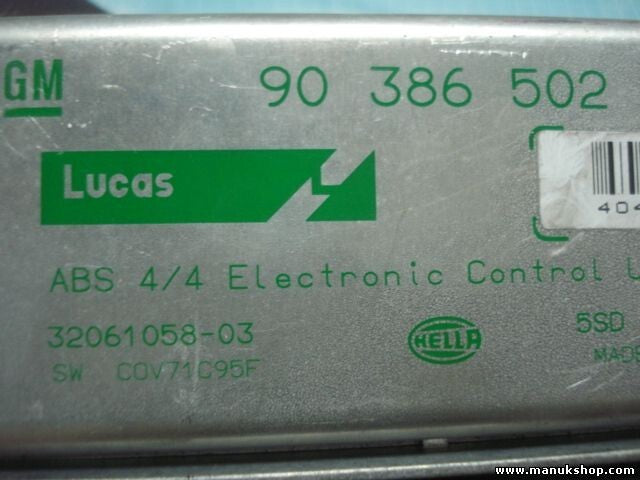 GM 90 386 502
Lucas
404
ABS 4/4 Electronic Control
32061058-03 HELLA 5SD
SW COV71C95F
www.manukshop.com